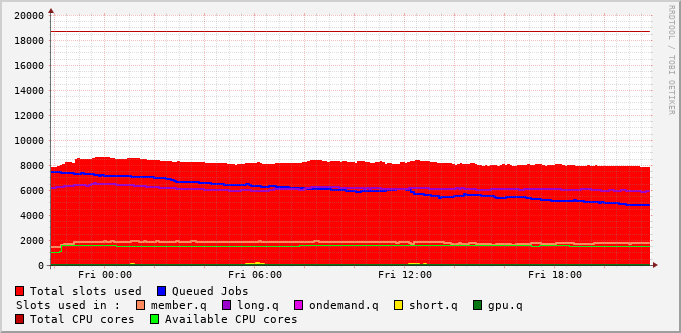 RRDTOOL / TOBI OETIKER
20000
18000
16000
14000
12000
10000
8000
6000
4000
2000
0
Fri 00:00 Fri 06:00 Fri 12:00 Fri 18:00
Total slots used Queued Jobs
Slots used in : member.q long.q ondemand.q short.q gpu.q
Total CPU cores Available CPU cores